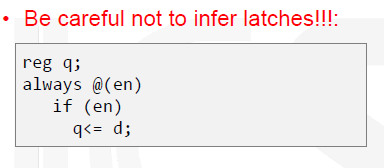 • Be careful not to infer latches!!!:
reg q;
always @(en)
   if (en)
     q<= d;